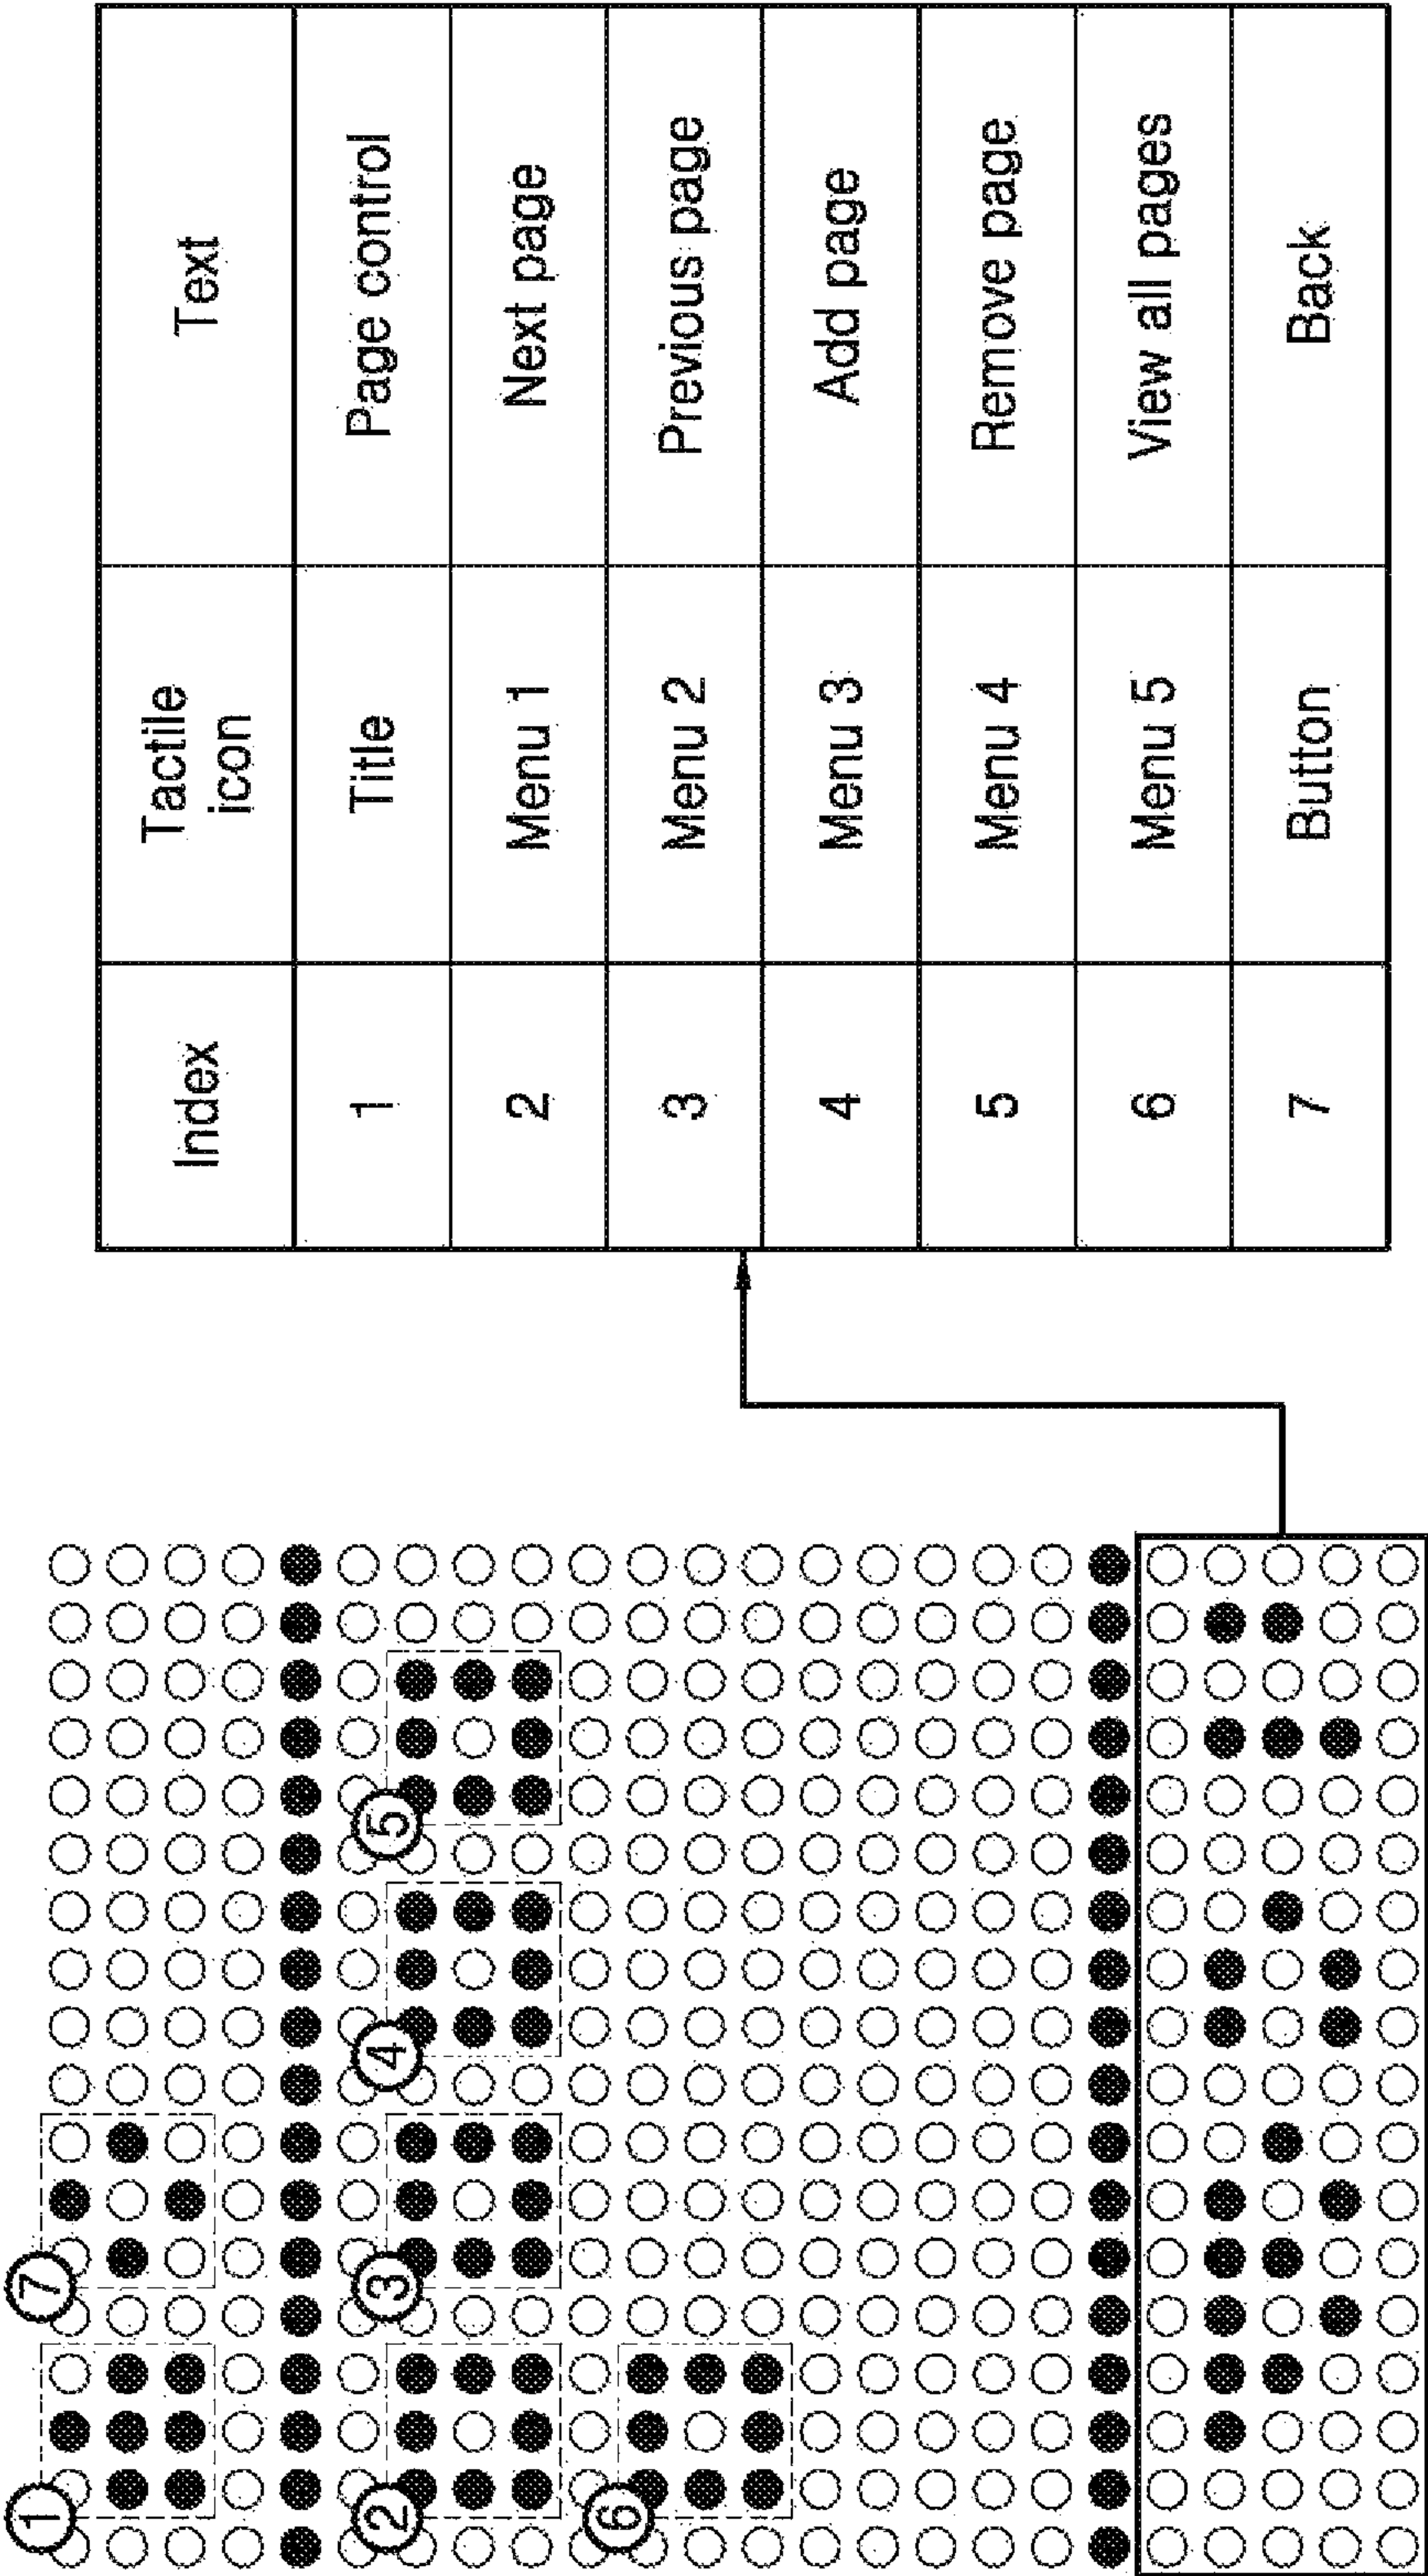 1
7
2
3
4
5
6
Index Tactile icon Text
1 Title Page control
2 Menu 1 Next page
3 Menu 2 Previous page
4 Menu 3 Add page
5 Menu 4 Remove page
6 Menu 5 View all pages
7 Button Back